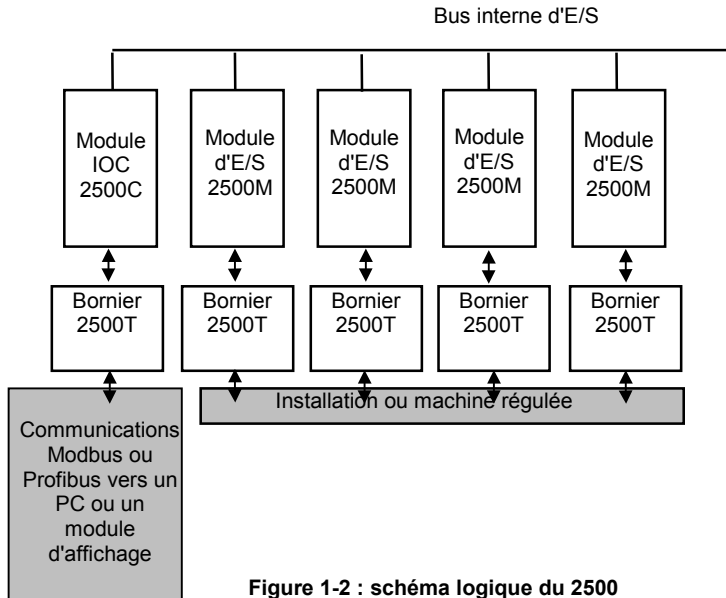 Bus interne d'E/S
Module
IOC
2500C
Module
d'E/S
2500M
Module
d'E/S
2500M
Module
d'E/S
2500M
Module
d'E/S
2500M
Bornier
2500T
Bornier
2500T
Bornier
2500T
Bornier
2500T
Bornier
2500T
Installation ou machine régulée
Communications
Modbus ou
Profibus vers un
PC ou un
module
d'affichage
Figure 1-2 : schéma logique du 2500